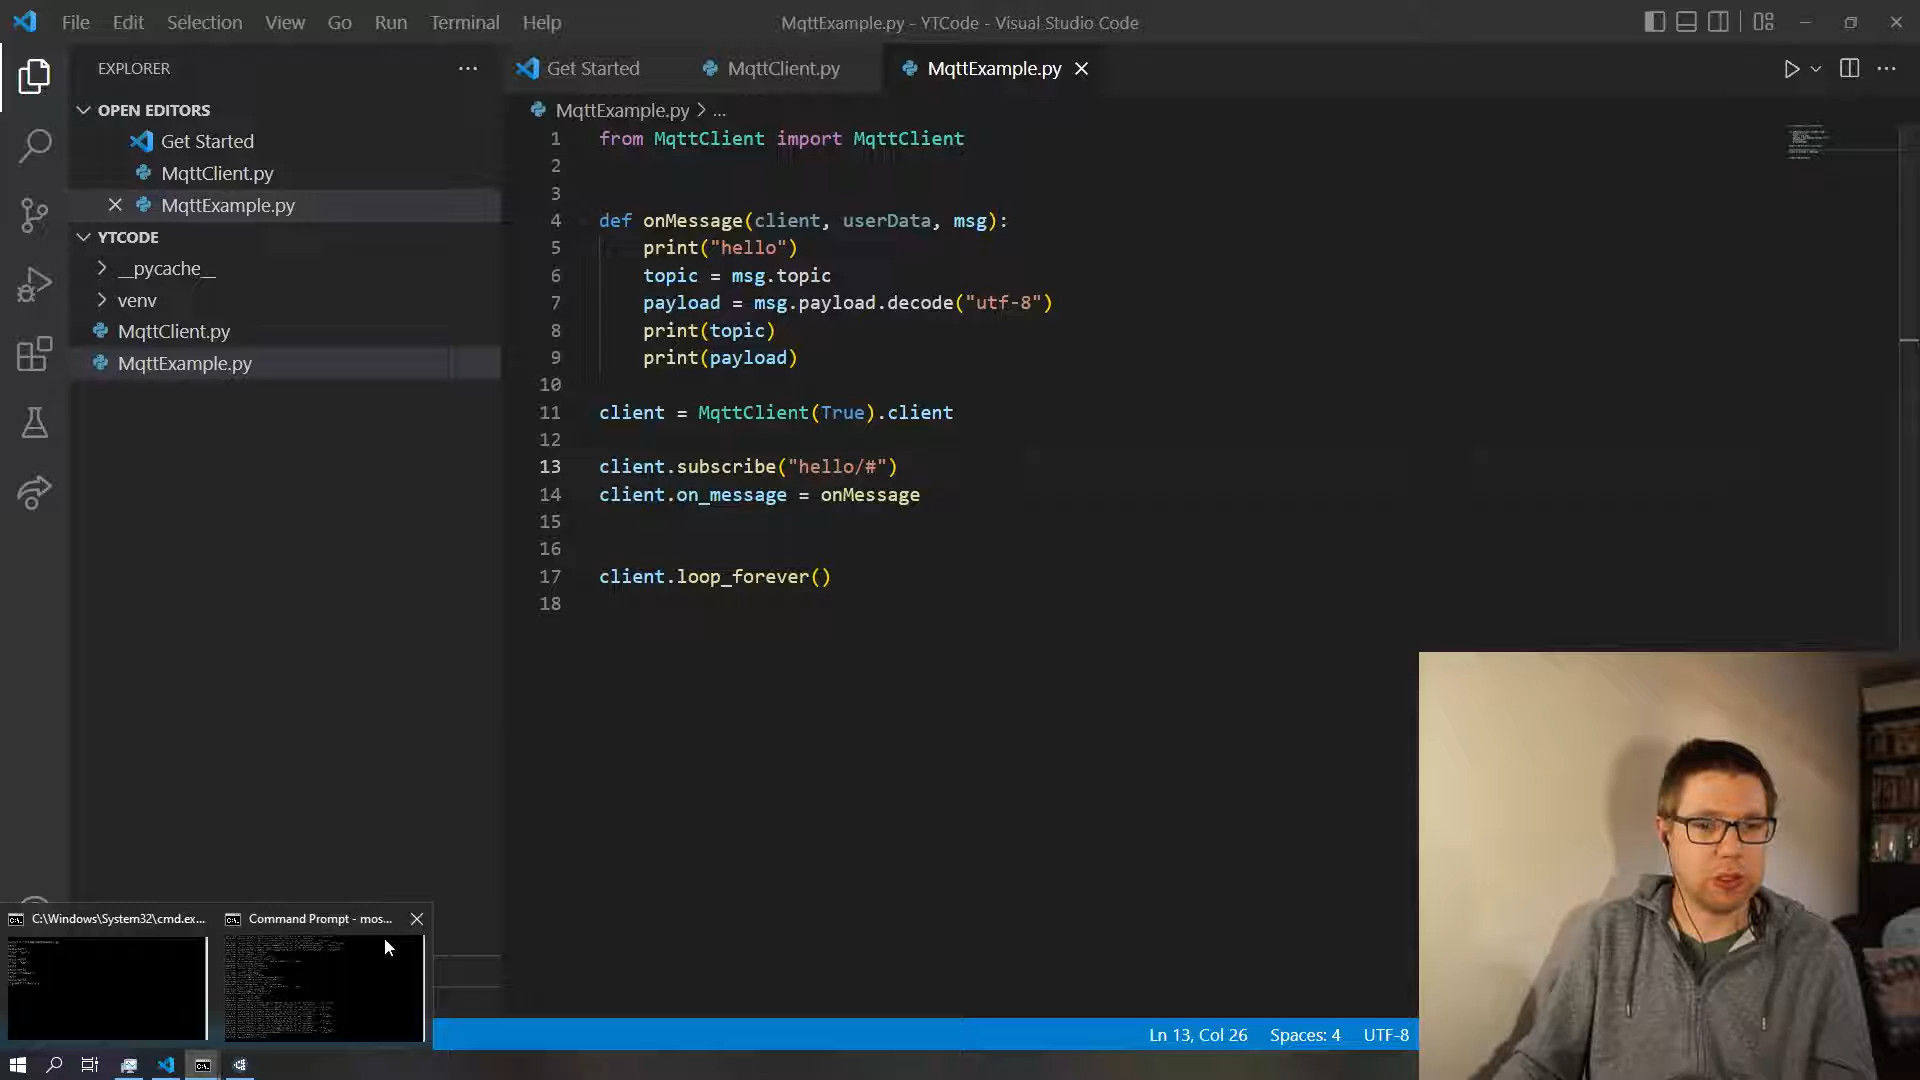 File Edit Selection View Go Run Terminal Help
MqttExample.py - YTCode - Visual Studio Code
EXPLORER
OPEN EDITORS
Get Started
MqttClient.py
MqttExample.py
YTCODE
__pycache__
venv
MqttClient.py
MqttExample.py
Get Started MqttClient.py MqttExample.py
MqttExample.py > ...
1 from MqttClient import MqttClient
2
3
4 def onMessage(client, userData, msg):
5 print("hello")
6 topic = msg.topic
7 payload = msg.payload.decode("utf-8")
8 print(topic)
9 print(payload)
10
11 client = MqttClient(True).client
12
13 client.subscribe("hello/#")
14 client.on_message = onMessage
15
16
17 client.loop_forever()
18
C:\Windows\System32\cmd.ex...
Command Prompt - mos...
Ln 13, Col 26 Spaces: 4 UTF-8